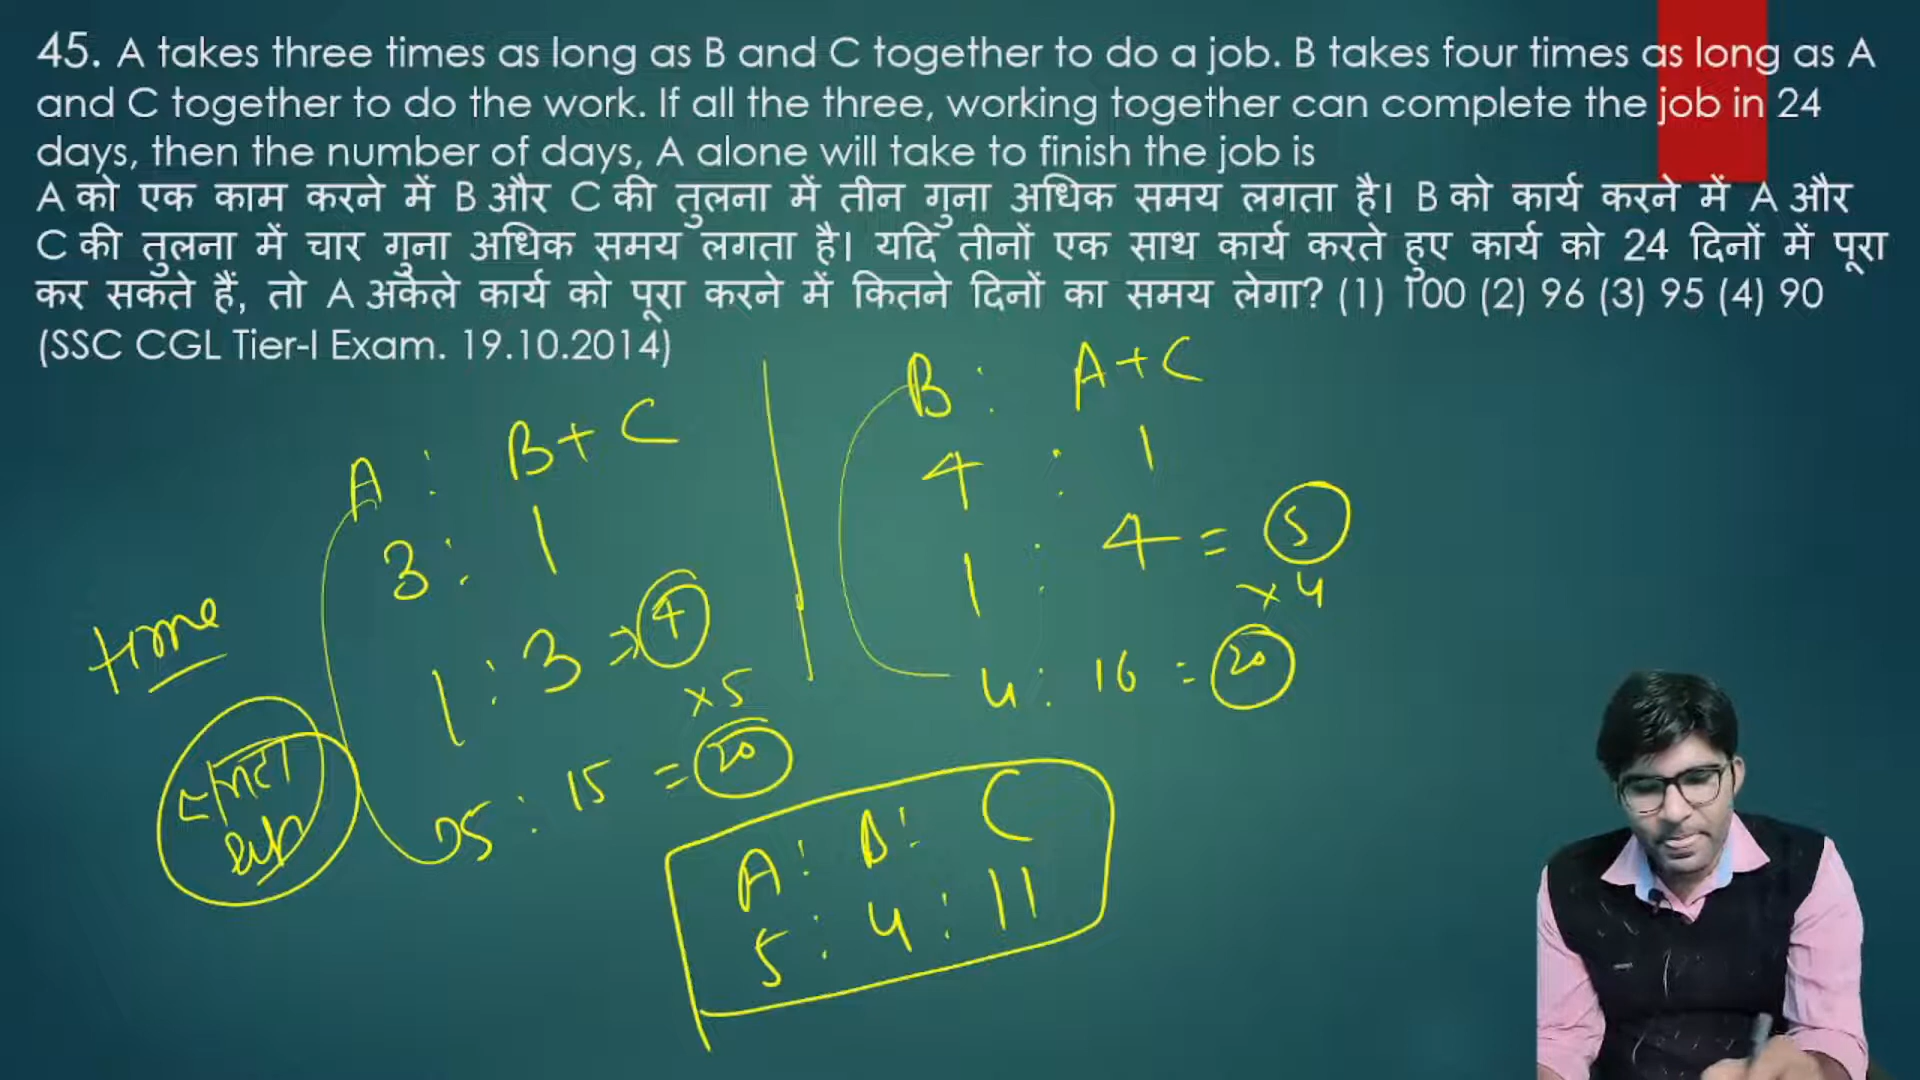 45. A takes three times as long as B and C together to do a job. B takes four times as long as A
and C together to do the work. If all the three, working together can complete the job in 24
days, then the number of days, A alone will take to finish the job is
A को एक काम करने में B और C की तुलना में तीन गुना अधिक समय लगता है। B को कार्य करने में A और
C की तुलना में चार गुना अधिक समय लगता है। यदि तीनों एक साथ कार्य करते हुए कार्य को 24 दिनों में पूरा
कर सकते हैं, तो A अकेले कार्य को पूरा करने में कितने दिनों का समय लेगा? (1) 100 (2) 96 (3) 95 (4) 90
(SSC CGL Tier-I Exam. 19.10.2014)
A : B + C
3 : 1
1 : 3 ⇒ 4
×5
5 : 15 = 20
time
B : A + C
4 : 1
1 : 4 = 5
× 4
4 : 16 = 20
A : B : C
5 : 4 : 11